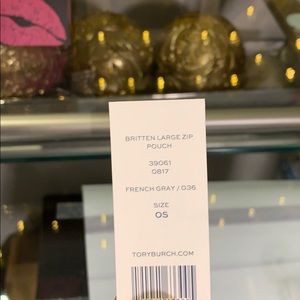 BRITTEN LARGE ZIP
POUCH
39061
0817
FRENCH GRAY / 036
SIZE
OS
TORYBURCH.COM